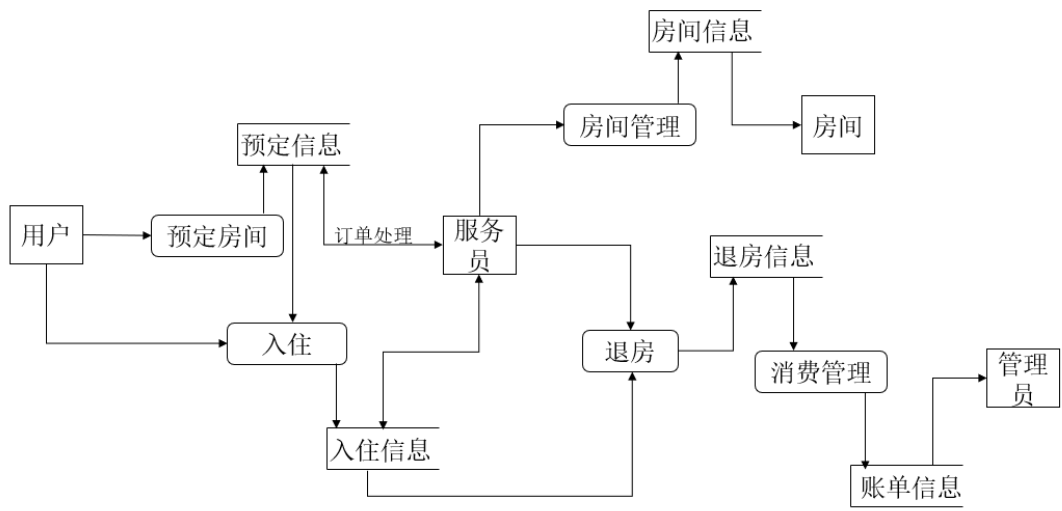 房间信息
房间管理
房间
预定信息
用户
预定房间
订单处理
服务
员
退房信息
入住
退房
消费管理
管理
员
入住信息
账单信息